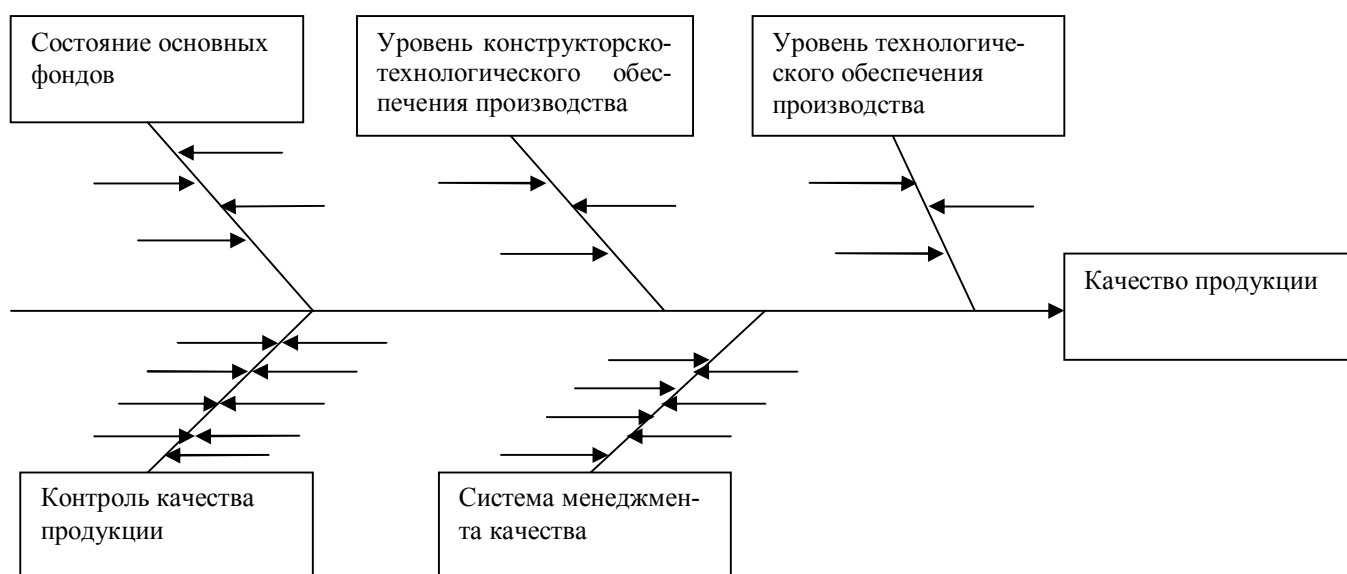 Состояние основных
фондов
Уровень конструкторско-
технологического обес-
печения производства
Уровень технологиче-
ского обеспечения
производства
Качество продукции
Контроль качества
продукции
Система менеджмен-
та качества